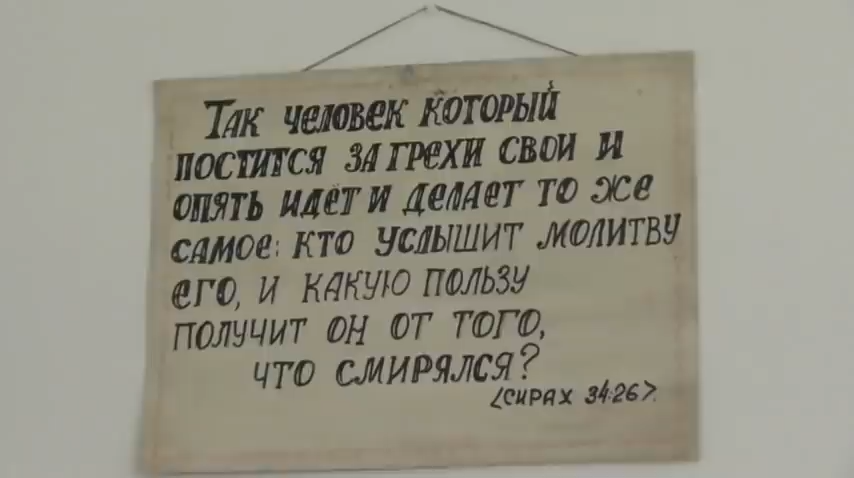 Так человек который
постится за грехи свои и
опять идёт и делает то же
самое: кто услышит молитву
его, и какую пользу
получит он от того,
что смирялся?
<Сирах 34:26>